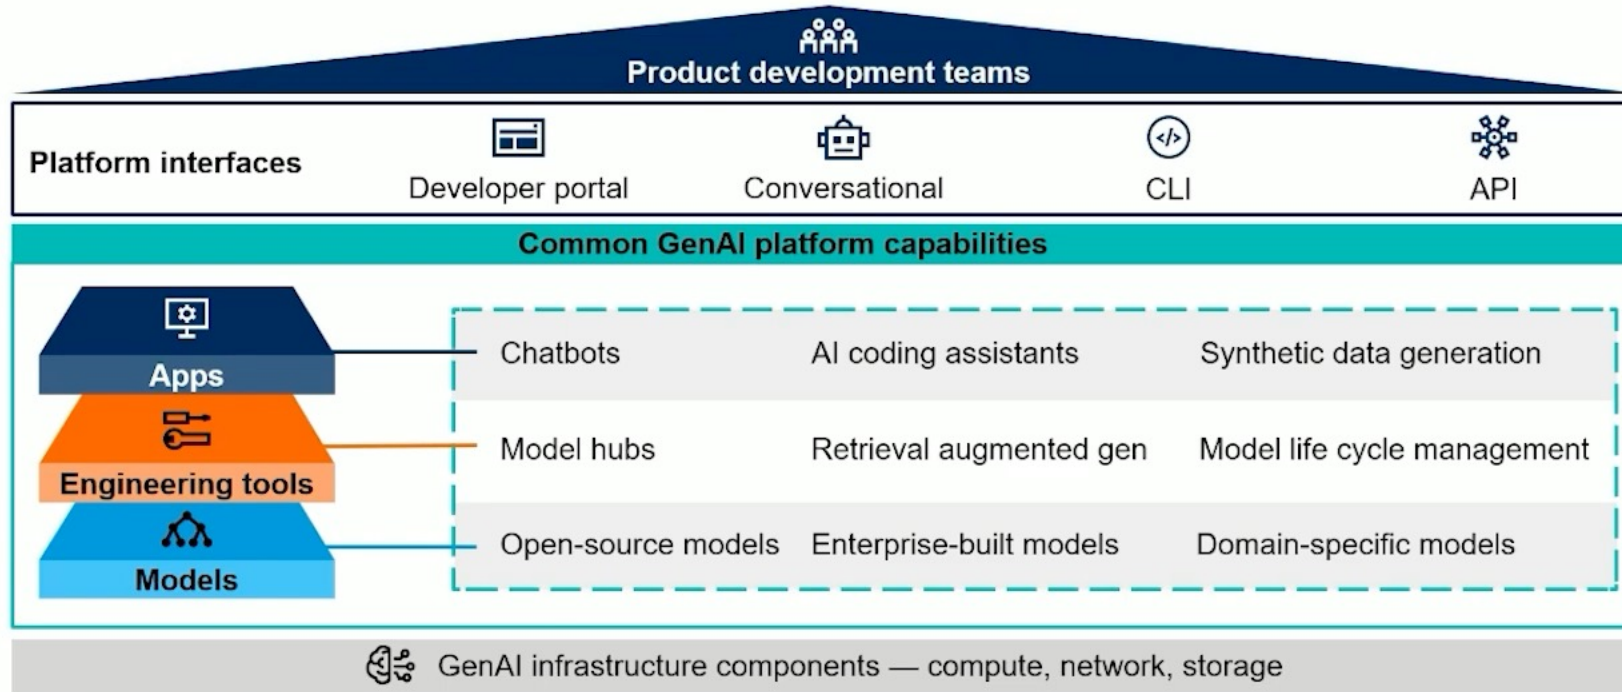 Product development teams
Platform interfaces
Developer portal
Conversational
CLI
API
Common GenAI platform capabilities
Apps
Chatbots
AI coding assistants
Synthetic data generation
Engineering tools
Model hubs
Retrieval augmented gen
Model life cycle management
Models
Open-source models
Enterprise-built models
Domain-specific models
GenAI infrastructure components — compute, network, storage